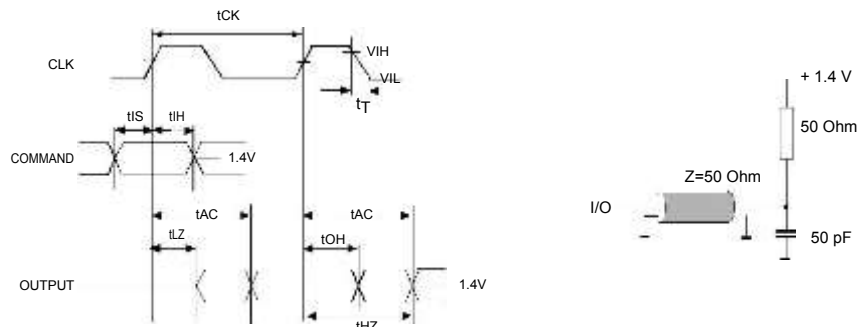 tCK
CLK
VIH
VIL
tT
tIS tIH
COMMAND
1.4V
tAC tAC
tLZ tOH
OUTPUT
1.4V
tHZ
+ 1.4 V
50 Ohm
Z=50 Ohm
I/O
50 pF